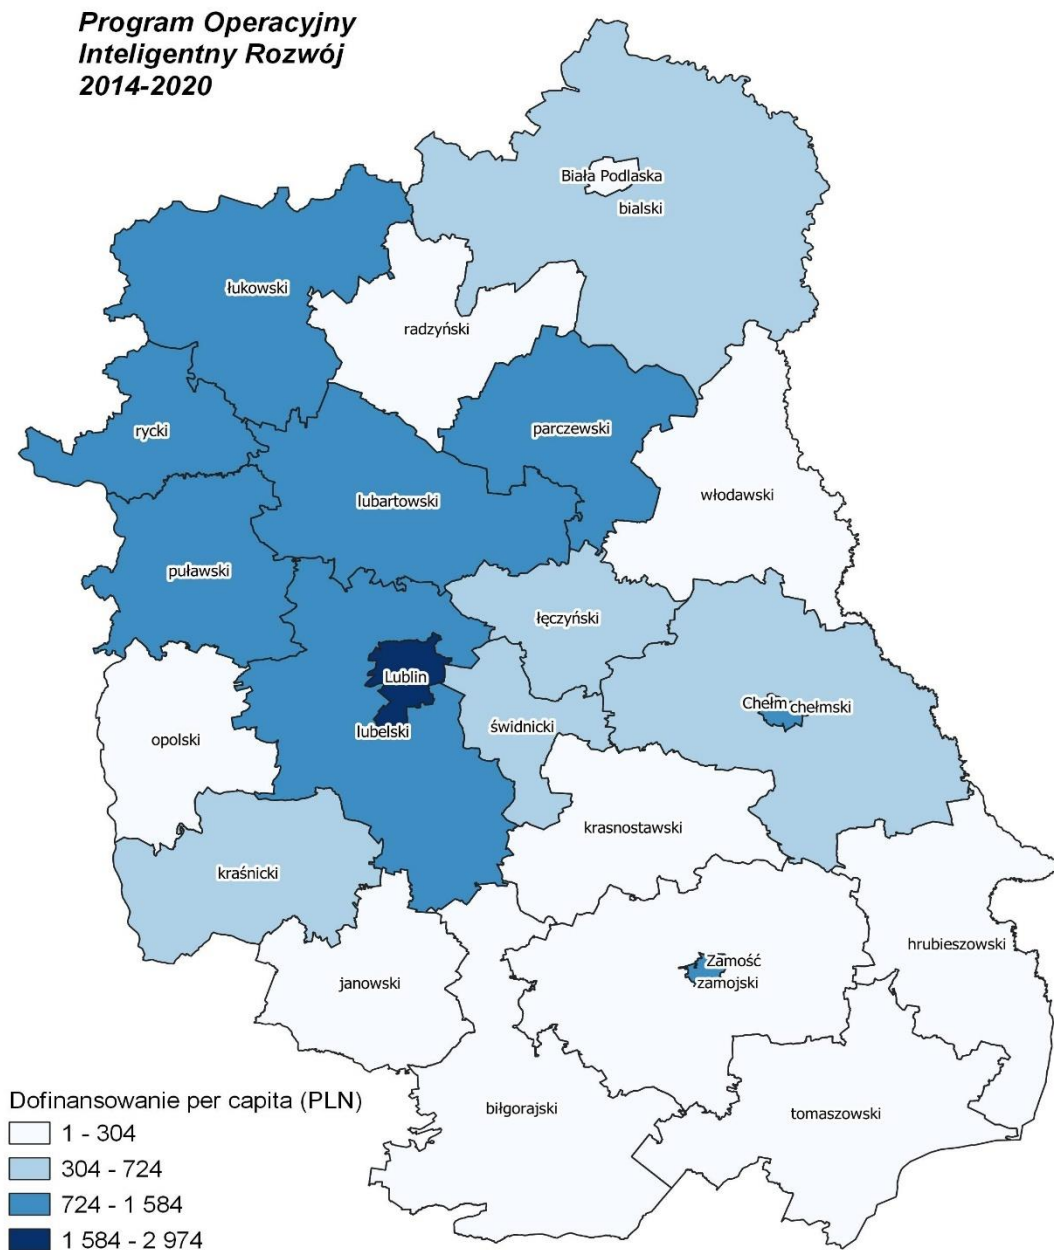 Program Operacyjny
Inteligentny Rozwój
2014-2020
Biała Podlaska
bialski
łukowski
radzyński
rycki
parczewski
lubartowski
włodawski
puławski
łęczyński
Lublin
Chełm
chełmski
świdnicki
lubelski
opolski
krasnostawski
kraśnicki
hrubieszowski
Zamość
zamojski
janowski
biłgorajski
tomaszowski
Dofinansowanie per capita (PLN)
1 - 304
304 - 724
724 - 1 584
1 584 - 2 974